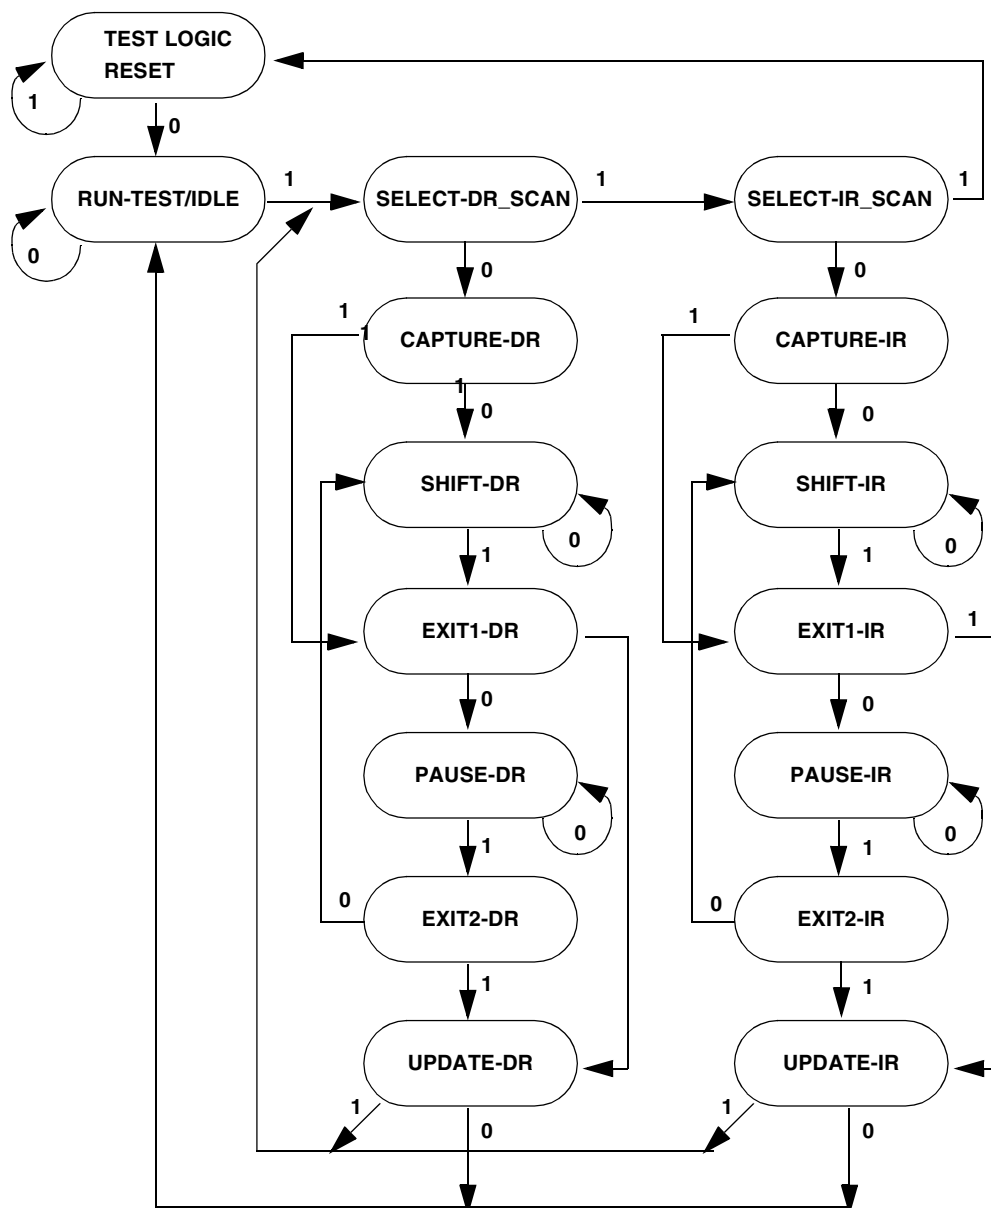 TEST LOGIC
RESET
1
0
RUN-TEST/IDLE
1
SELECT-DR_SCAN
1
SELECT-IR_SCAN
1
0
0
0
1
1
CAPTURE-DR
1
CAPTURE-IR
1
0
0
SHIFT-DR
SHIFT-IR
0
0
1
1
EXIT1-DR
EXIT1-IR
1
0
0
PAUSE-DR
PAUSE-IR
0
0
1
1
0
EXIT2-DR
0
EXIT2-IR
1
1
UPDATE-DR
UPDATE-IR
1
0
1
0